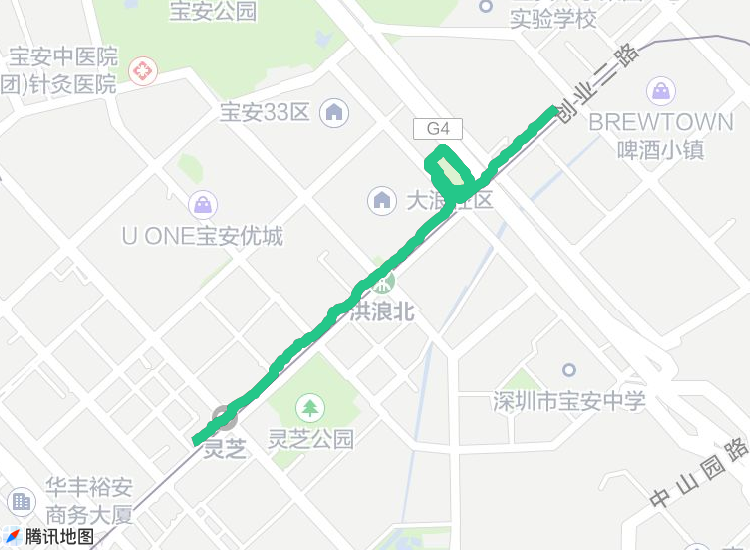 宝安公园
实验学校
宝安中医院
团)针灸医院
宝安33区
G4
创业二路
BREWTOWN
啤酒小镇
大浪社区
U ONE宝安优城
洪浪北
深圳市宝安中学
灵芝公园
灵芝
中山园路
华丰裕安
商务大厦
腾讯地图